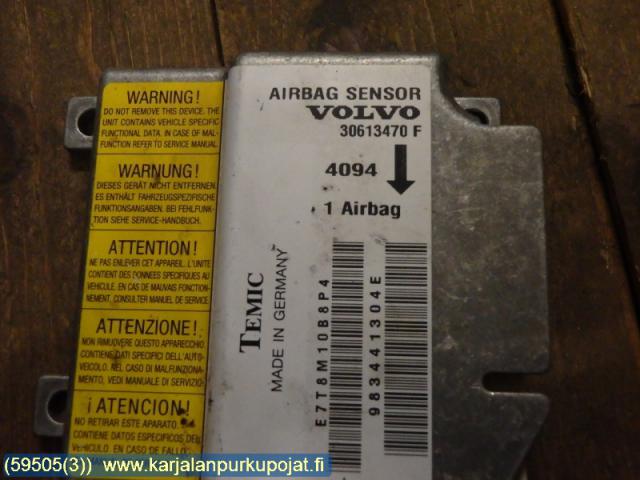 WARNING!
DO NOT REMOVE THIS DEVICE. THE
UNIT CONTAINS VEHICLE SPECIFIC
FUNCTIONAL DATA. IN CASE OF MAL-
FUNCTION REFER TO SERVICE MANUAL.
WARNUNG!
DIESES GERÄT NICHT ENTFERNEN.
ES ENTHÄLT FAHRZEUGSPEZIFISCHE
FUNKTIONSANGABEN. BEI FEHLFUNK-
TION SIEHE SERVICE-HANDBUCH.
ATTENTION!
NE PAS ENLEVER CET APPAREIL. L'UNITE
CONTIENT DES DONNEES SPECIFIQUES AU
VEHICULE. EN CAS DE MAUVAIS FONCTION-
NEMENT, CONSULTER MANUEL DE SERVICE.
ATTENZIONE!
NON RIMUOVERE QUESTO APPARECCHIO
CONTIENE DATI SPECIFICI DELL'AUTO-
VEICOLO. NEL CASO DI MALFUNZIONA-
MENTO, VEDI MANUALE DI SERVIZIO
¡ATENCION!
NO RETIRAR ESTE APARATO.
CONTIENE DATOS ESPECIFICOS DEL
VEHICULO. EN CASO DE FALLO
AIRBAG SENSOR
VOLVO
30613470 F
4094
1 Airbag
TEMIC
MADE IN GERMANY
E7T8M10B8P4
983441304E
(59505(3)) www.karjalanpurkupojat.fi